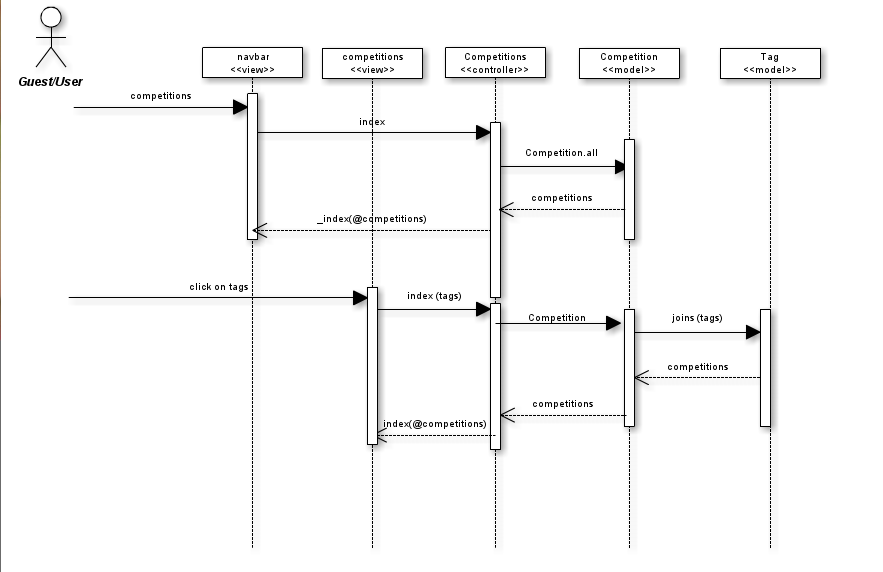 Guest/User
navbar
<<view>>
competitions
<<view>>
Competitions
<<controller>>
Competition
<<model>>
Tag
<<model>>
competitions
index
Competition.all
competitions
_index(@competitions)
click on tags
index (tags)
Competition
joins (tags)
competitions
competitions
index(@competitions)